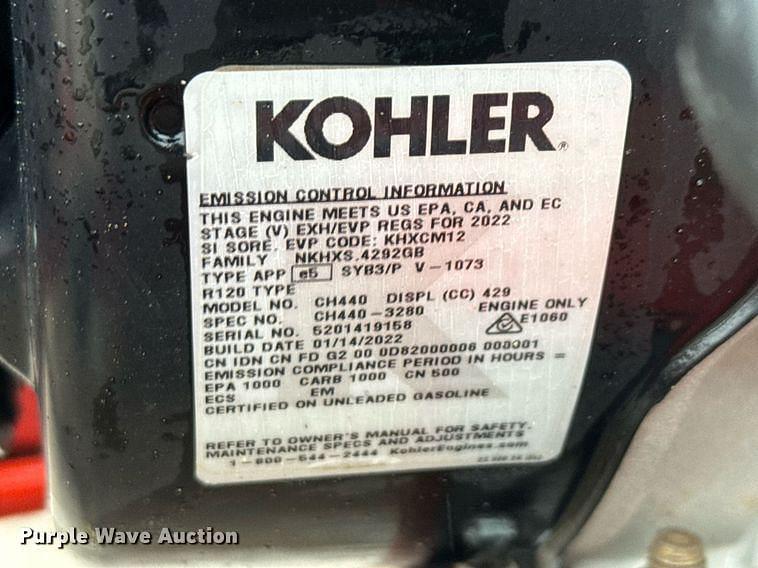 KOHLER®
EMISSION CONTROL INFORMATION
THIS ENGINE MEETS US EPA, CA, AND EC
STAGE (V) EXH/EVP REGS FOR 2022
SI SORE. EVP CODE: KHXCM12
FAMILY NKHXS.4292GB
TYPE APP e5 SYB3/P V-1073
R120 TYPE
MODEL NO. CH440 DISPL (CC) 429
SPEC NO. CH440-3280 ENGINE ONLY
SERIAL NO. 5201419158 E1060
BUILD DATE 01/14/2022
CN IDN CN FD G2 00 0D82000006 000001
EMISSION COMPLIANCE PERIOD IN HOURS =
EPA 1000 CARB 1000 CN 500
ECS EM
CERTIFIED ON UNLEADED GASOLINE
REFER TO OWNER'S MANUAL FOR SAFETY,
MAINTENANCE SPECS AND ADJUSTMENTS
1-800-544-2444 KohlerEngines.com
Purple Wave Auction